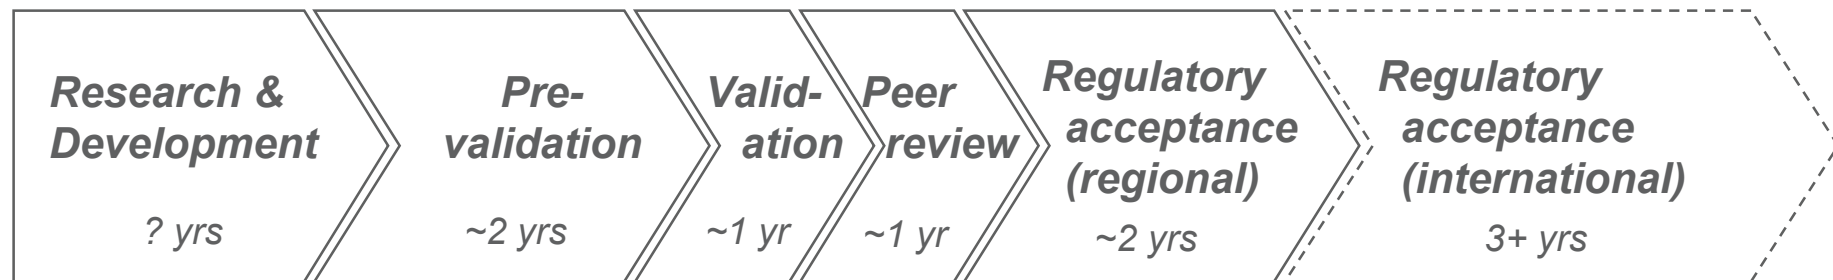 Research &
Development
? yrs
Pre-
validation
~2 yrs
Valid-
ation
~1 yr
Peer
review
~1 yr
Regulatory
acceptance
(regional)
~2 yrs
Regulatory
acceptance
(international)
3+ yrs